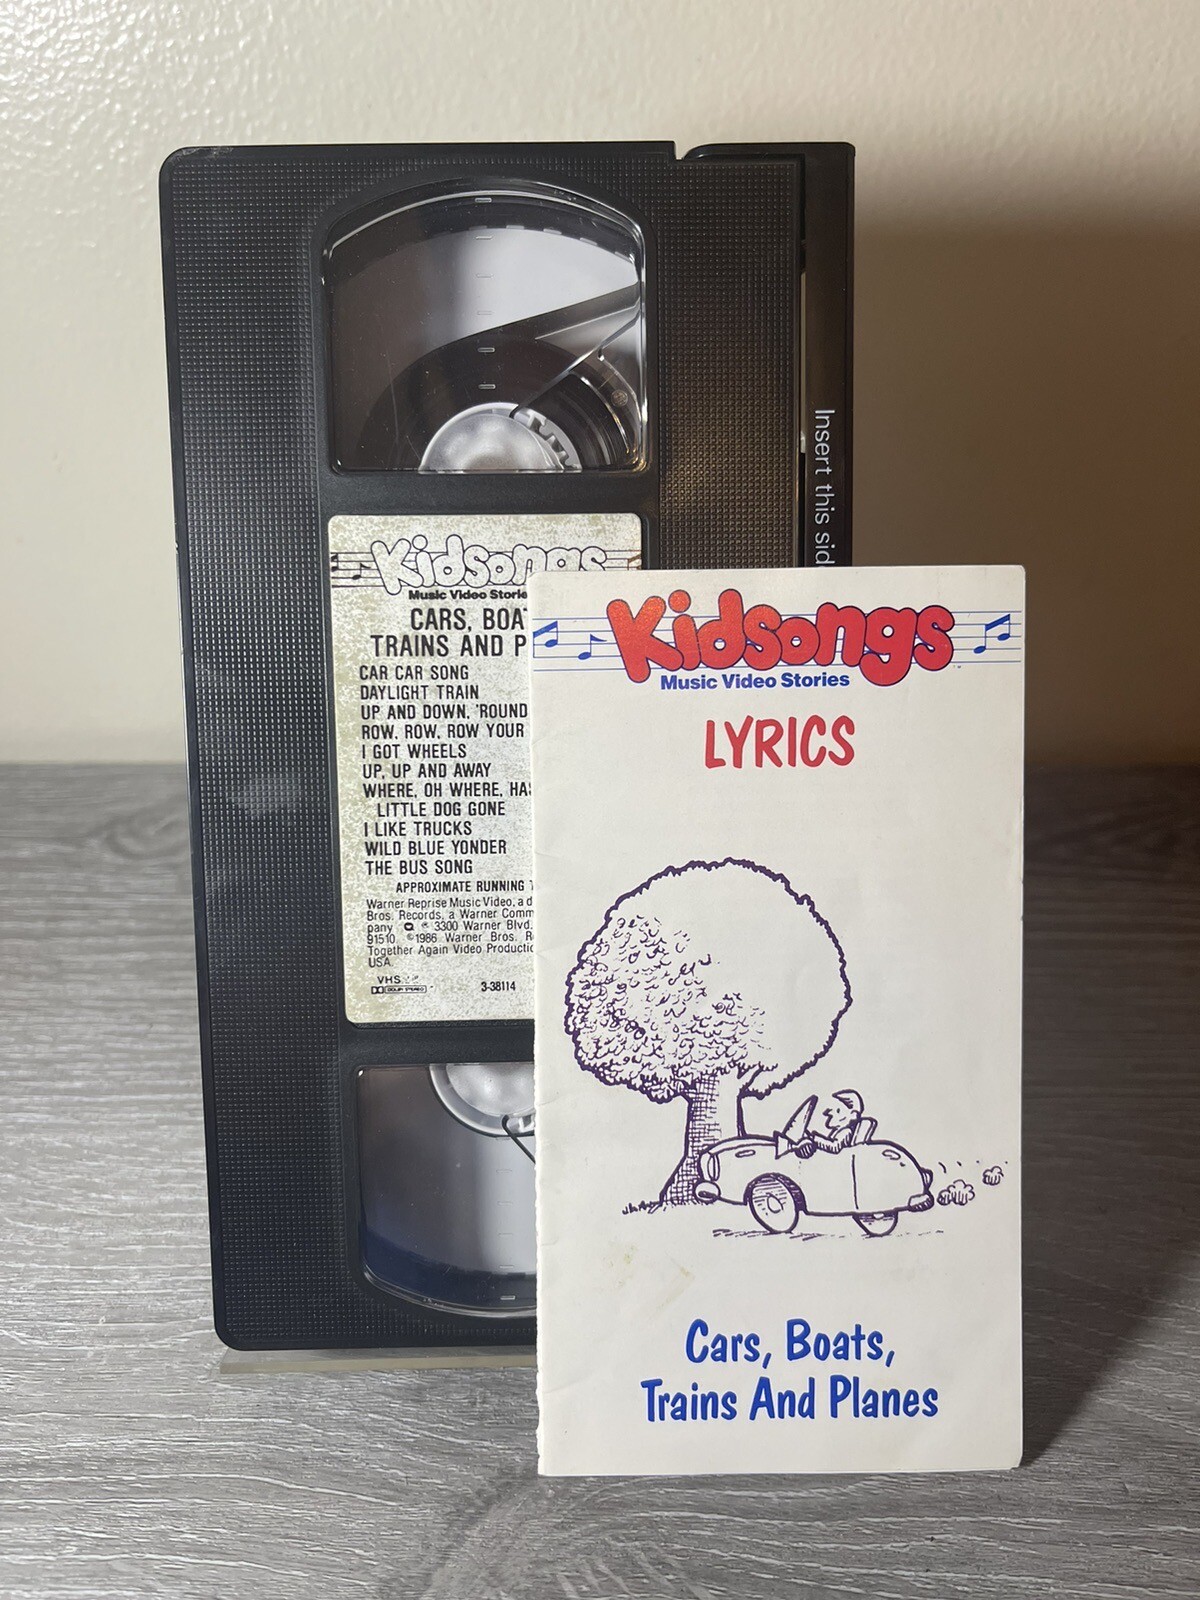 Insert this sid
Kidsongs
Music Video Storie
CARS, BOAT
TRAINS AND P
CAR CAR SONG
DAYLIGHT TRAIN
UP AND DOWN, 'ROUND
ROW, ROW, ROW YOUR
I GOT WHEELS
UP, UP AND AWAY
WHERE, OH WHERE, HAS
LITTLE DOG GONE
I LIKE TRUCKS
WILD BLUE YONDER
THE BUS SONG
APPROXIMATE RUNNING T
Warner Reprise Music Video, a d
Bros. Records, a Warner Comm
pany 3300 Warner Blvd.
91510 ©1986 Warner Bros. R
Together Again Video Productio
USA
VHS
DOLBY STEREO
3-38114
Kidsongs
Music Video Stories
LYRICS
Cars, Boats,
Trains And Planes